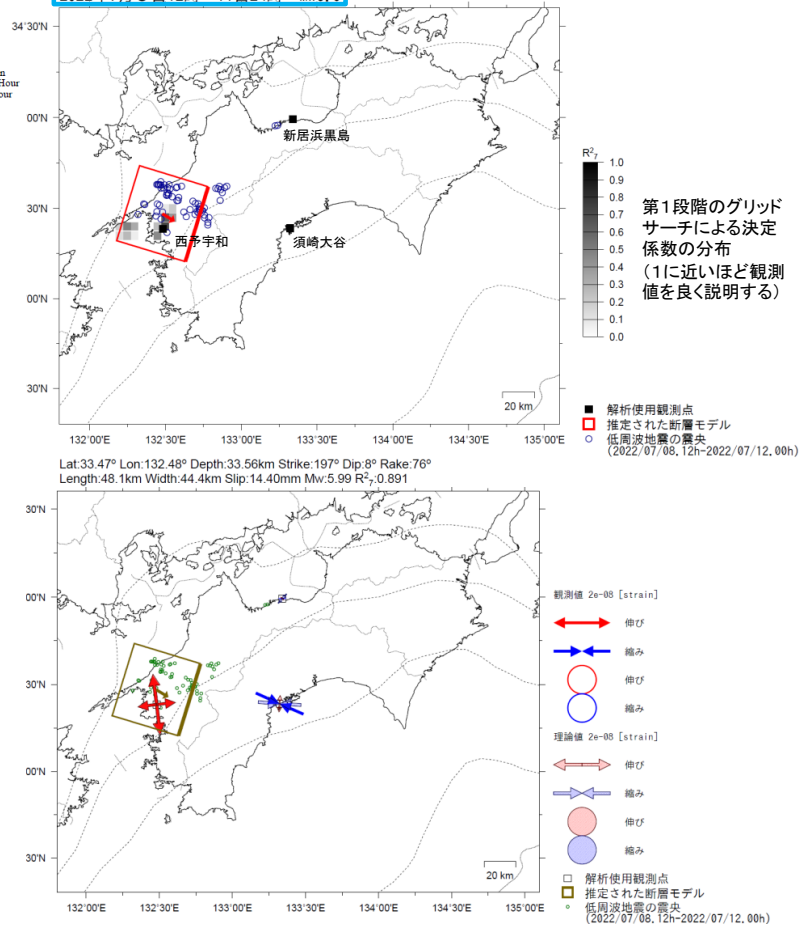 34°30'N
00'N
30'N
00'N
30'N
132°00'E 132°30'E 133°00'E 133°30'E 134°00'E 134°30'E 135°00'E
新居浜黒島
西予宇和
須崎大谷
20 km
R²₇
1.0
0.9
0.8
0.7
0.6
0.5
0.4
0.3
0.2
0.1
0.0
第1段階のグリッド
サーチによる決定
係数の分布
(1に近いほど観測
値を良く説明する)
解析使用観測点
推定された断層モデル
低周波地震の震央
(2022/07/08.12h-2022/07/12.00h)
Lat:33.47° Lon:132.48° Depth:33.56km Strike:197° Dip:8° Rake:76°
Length:48.1km Width:44.4km Slip:14.40mm Mw:5.99 R²₇:0.891
30'N
00'N
30'N
00'N
30'N
132°00'E 132°30'E 133°00'E 133°30'E 134°00'E 134°30'E 135°00'E
20 km
観測値 2e-08 [strain]
伸び
縮み
伸び
縮み
理論値 2e-08 [strain]
伸び
縮み
伸び
縮み
解析使用観測点
推定された断層モデル
低周波地震の震央
(2022/07/08.12h-2022/07/12.00h)